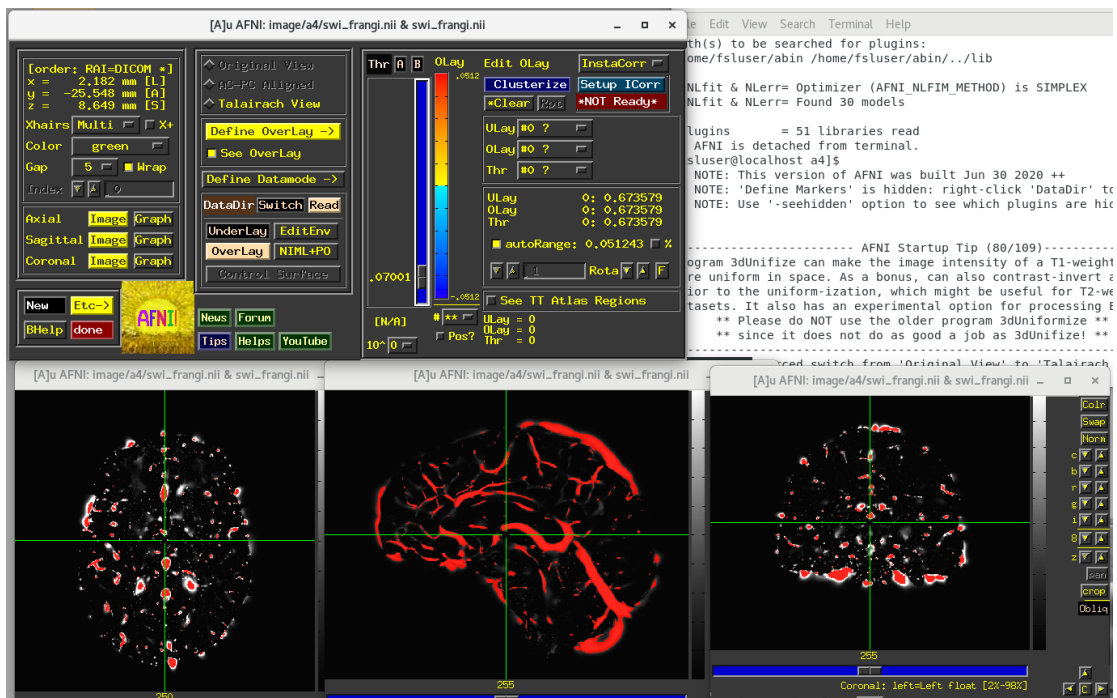 [A]u AFNI: image/a4/swi_frangi.nii & swi_frangi.nii
[order: RAI=DICOM *]
x = 2.182 mm [L]
y = -25.548 mm [A]
z = 8.649 mm [S]
Xhairs Multi X+
Color green
Gap 5 Wrap
Index 0
Axial Image Graph
Sagittal Image Graph
Coronal Image Graph
New Etc->
BHelp done
AFNI
Original View
AC-PC Aligned
Talairach View
Define OverLay ->
See OverLay
Define Datamode ->
DataDir Switch Read
UnderLay EditEnv
OverLay NIML+PO
Control Surface
News Forum
Tips Helps YouTube
Thr A B OLay
.0512
.07001
-.0512
[N/A]
# **
10^ 0
Pos?
Edit OLay InstaCorr
Clusterize Setup ICorr
*Clear Rpt *NOT Ready*
ULay #0 ?
OLay #0 ?
Thr #0 ?
ULay 0: 0.673579
OLay 0: 0.673579
Thr 0: 0.673579
autoRange: 0.051243 %
1 Rota F
See TT Atlas Regions
ULay = 0
OLay = 0
Thr = 0
Edit View Search Terminal Help
th(s) to be searched for plugins:
ome/fsluser/abin /home/fsluser/abin/../lib
NLfit & NLerr= Optimizer (AFNI_NLFIM_METHOD) is SIMPLEX
NLfit & NLerr= Found 30 models
lugins = 51 libraries read
AFNI is detached from terminal.
sluser@localhost a4]$
NOTE: This version of AFNI was built Jun 30 2020 ++
NOTE: 'Define Markers' is hidden: right-click 'DataDir' to
NOTE: Use '-seehidden' option to see which plugins are hid
AFNI Startup Tip (80/109)
ogram 3dUnifize can make the image intensity of a T1-weight
re uniform in space. As a bonus, can also contrast-invert a
ior to the uniform-ization, which might be useful for T2-we
tasets. It also has an experimental option for processing E
** Please do NOT use the older program 3dUniformize **
** since it does not do as good a job as 3dUnifize! **
rced switch from 'Original View' to 'Talairach
[A]u AFNI: image/a4/swi_frangi.nii & swi_frangi.nii
[A]u AFNI: image/a4/swi_frangi.nii & swi_frangi.nii
[A]u AFNI: image/a4/swi_frangi.nii & swi_frangi.nii
Colr
Swap
Norm
c
b
r
g
i
8
z
pan
crop
Obliq
250
255
255
Coronal: left=Left float [2%-98%]
C